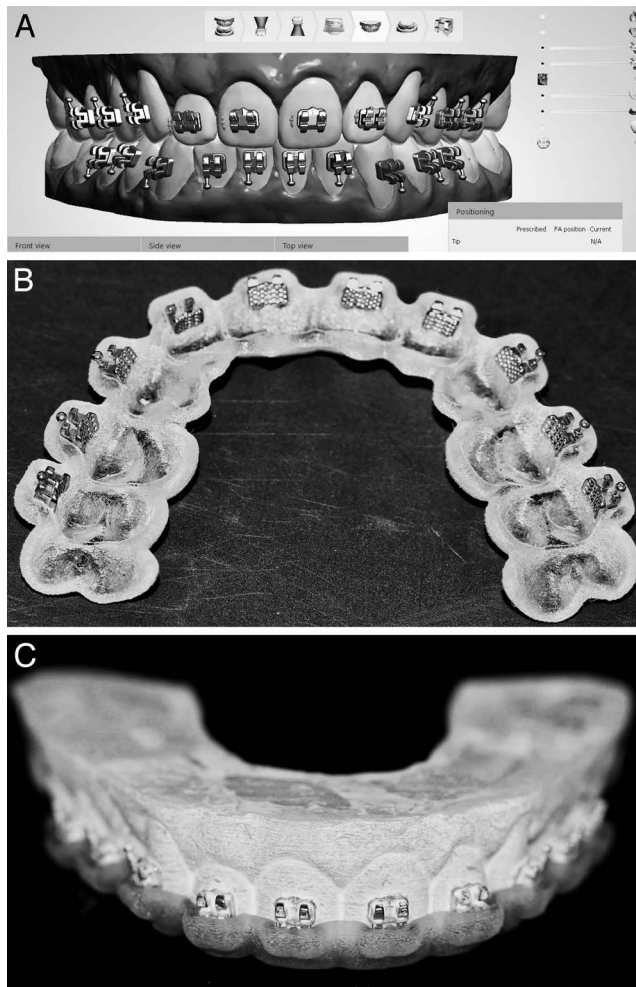 A
Positioning
Prescribed FA position Current
Tip N/A
Front view Side view Top view
B
C